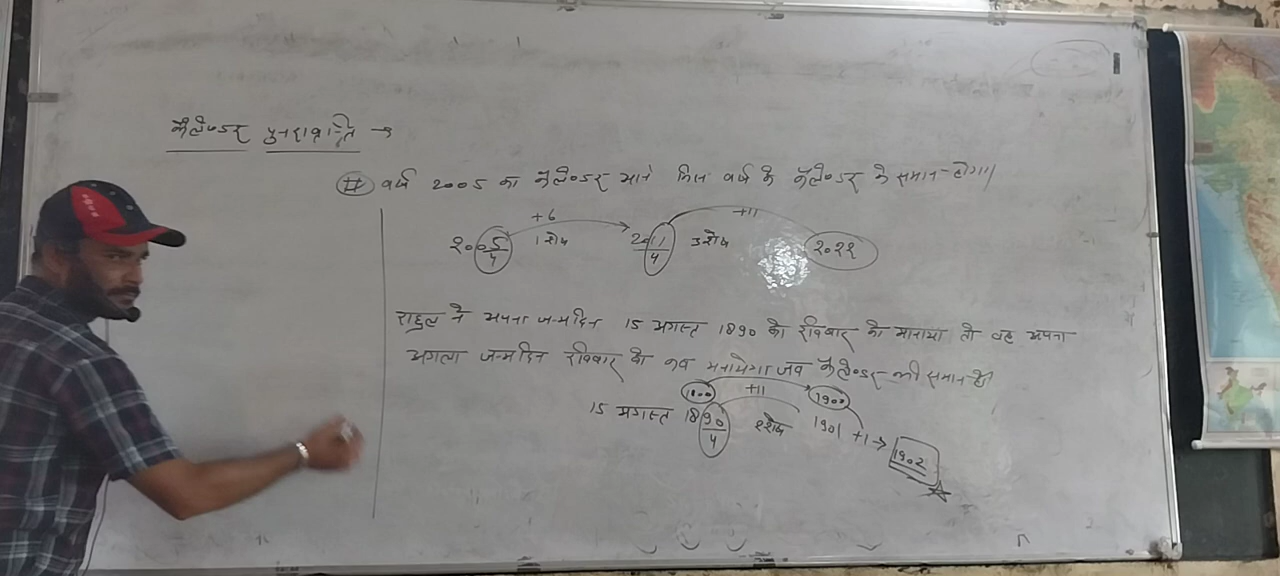 कैलेण्डर पुनरावृत्ति →
# वर्ष 2005 का कैलेण्डर आने किस वर्ष के कैलेण्डर के समान होगा/
+6 +11
2005/4 1 शेष 2011/4 3 शेष 2022
राहुल ने अपना जन्मदिन 15 अगस्त 1890 को रविवार को मनाया तो वह अपना
अगला जन्मदिन रविवार को कब मनायेगा जब कैलेण्डर भी समान हो
1800 +11 1900
15 अगस्त 1890/4 2 शेष 1901 +1 → 1902